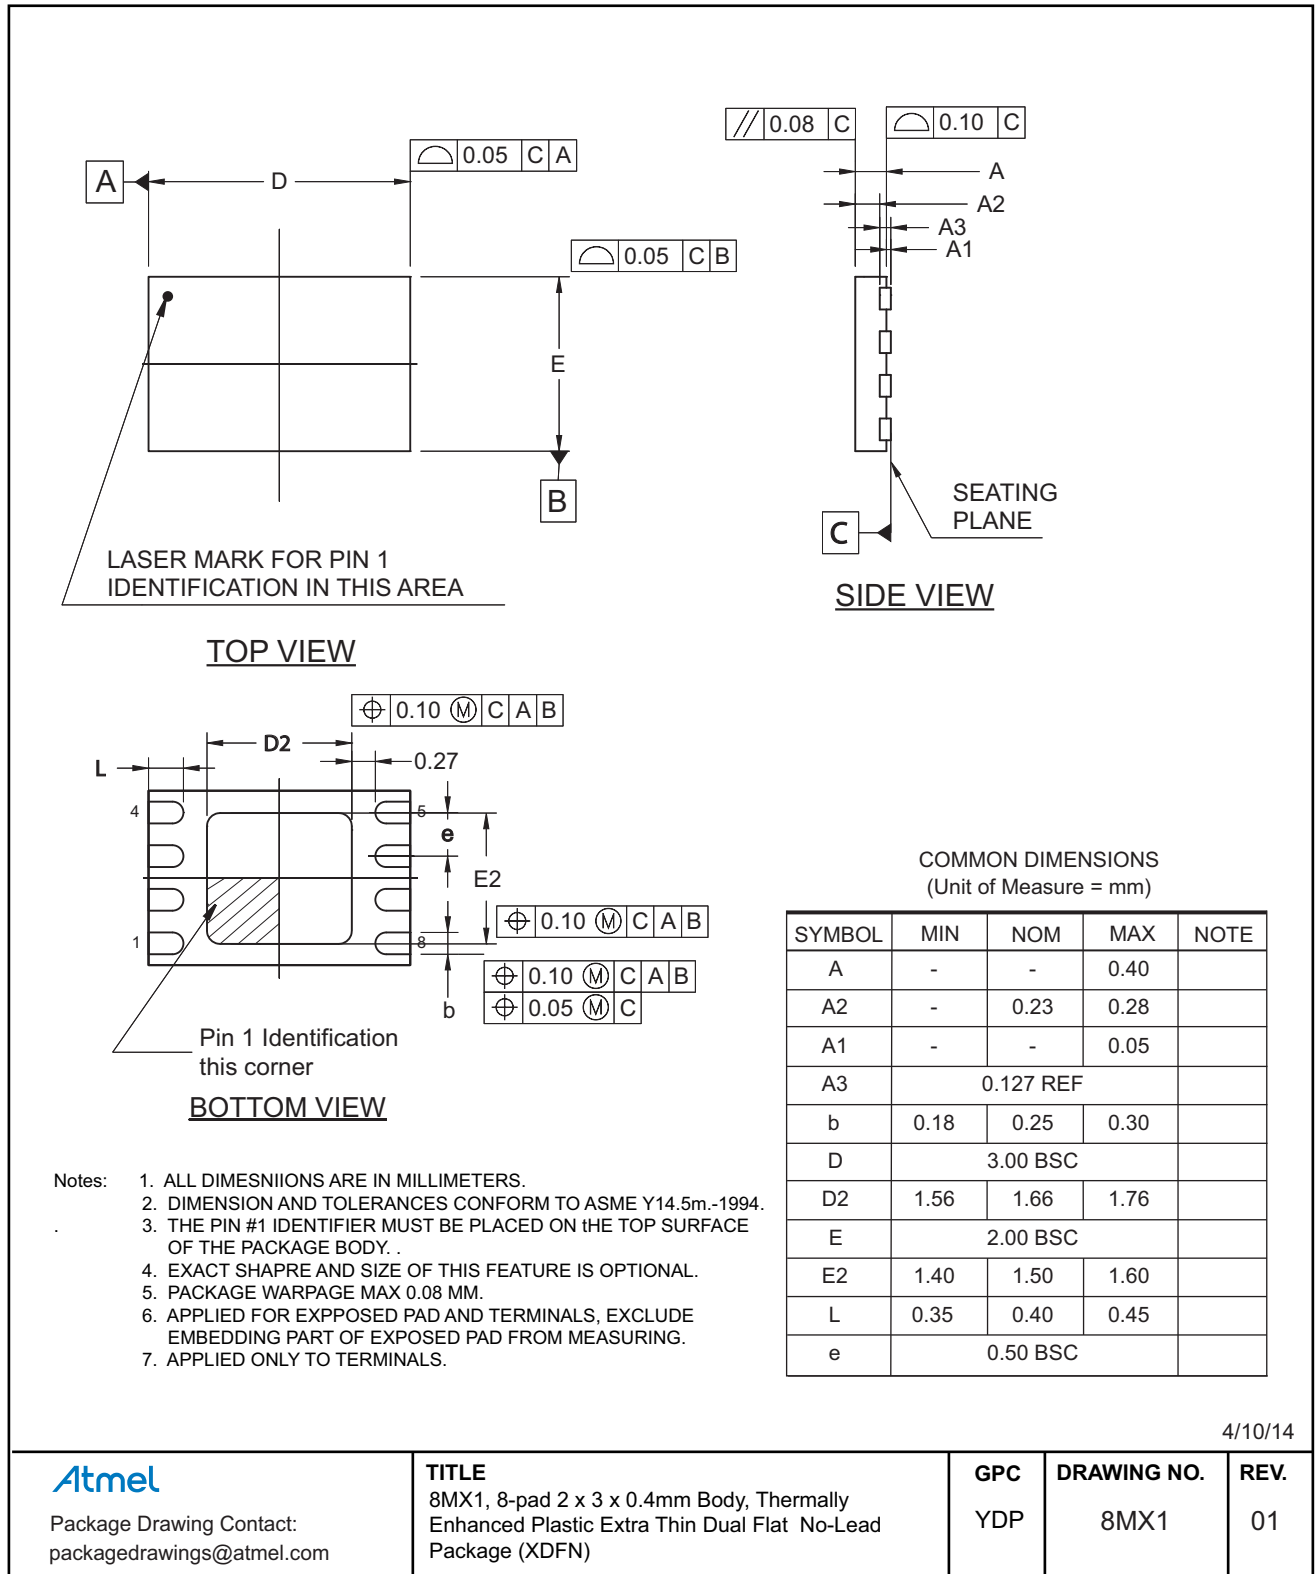 // 0.08 C
0.10 C
0.05 C A
A
D
A
A2
A3
A1
0.05 C B
E
B
SEATING
PLANE
C
LASER MARK FOR PIN 1
IDENTIFICATION IN THIS AREA
SIDE VIEW
TOP VIEW
0.10 M C A B
D2
L
0.27
4
5
e
E2
0.10 M C A B
1
8
0.10 M C A B
0.05 M C
b
Pin 1 Identification
this corner
BOTTOM VIEW
COMMON DIMENSIONS
(Unit of Measure = mm)
SYMBOL MIN NOM MAX NOTE
A - - 0.40
A2 - 0.23 0.28
A1 - - 0.05
A3 0.127 REF
b 0.18 0.25 0.30
D 3.00 BSC
D2 1.56 1.66 1.76
E 2.00 BSC
E2 1.40 1.50 1.60
L 0.35 0.40 0.45
e 0.50 BSC
Notes: 1. ALL DIMESNIIONS ARE IN MILLIMETERS.
2. DIMENSION AND TOLERANCES CONFORM TO ASME Y14.5m.-1994.
. 3. THE PIN #1 IDENTIFIER MUST BE PLACED ON tHE TOP SURFACE
OF THE PACKAGE BODY. .
4. EXACT SHAPRE AND SIZE OF THIS FEATURE IS OPTIONAL.
5. PACKAGE WARPAGE MAX 0.08 MM.
6. APPLIED FOR EXPPOSED PAD AND TERMINALS, EXCLUDE
EMBEDDING PART OF EXPOSED PAD FROM MEASURING.
7. APPLIED ONLY TO TERMINALS.
4/10/14
Atmel
Package Drawing Contact:
packagedrawings@atmel.com
TITLE
8MX1, 8-pad 2 x 3 x 0.4mm Body, Thermally
Enhanced Plastic Extra Thin Dual Flat No-Lead
Package (XDFN)
GPC
YDP
DRAWING NO.
8MX1
REV.
01